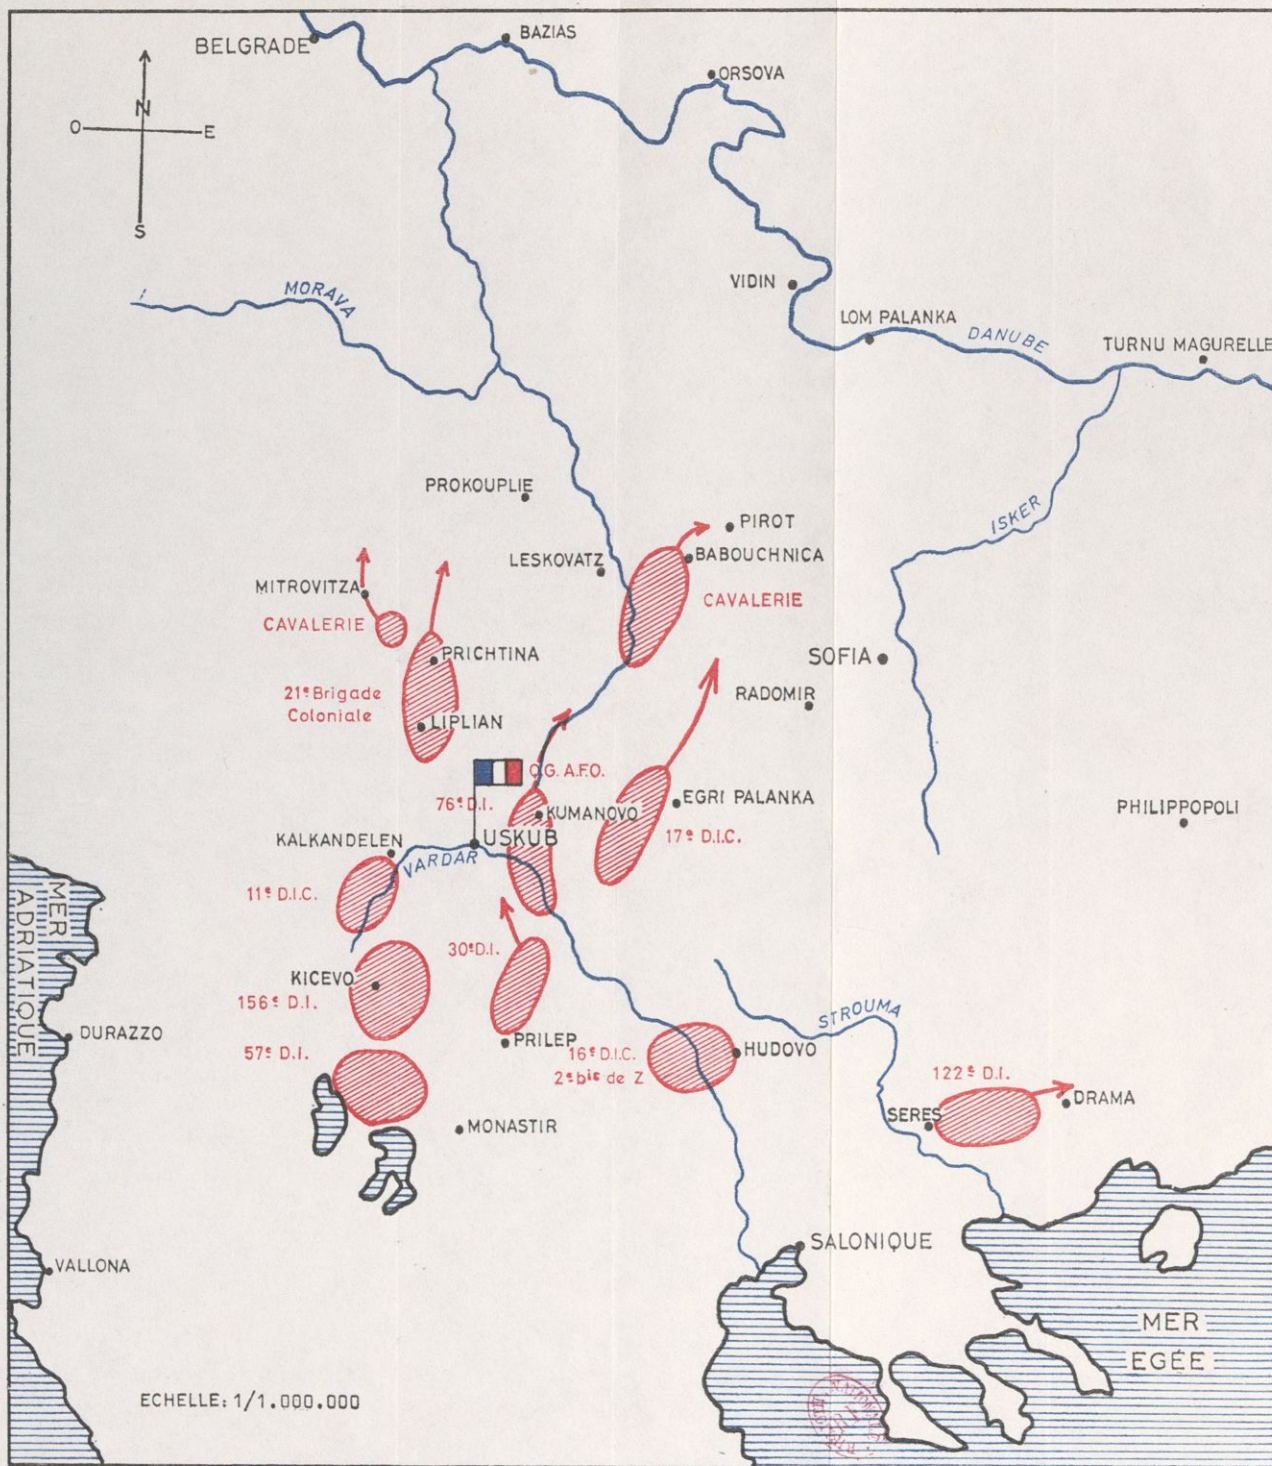 BELGRADE
BAZIAS
ORSOVA
N
O
E
S
VIDIN
MORAVA
LOM PALANKA
DANUBE
TURNU MAGURELLE
PROKOUPLIE
ISKER
PIROT
LESKOVATZ
BABOUCHNICA
MITROVITZA
CAVALERIE
CAVALERIE
PRICHTINA
SOFIA
21e Brigade
Coloniale
RADOMIR
LIPLIAN
Q.G. A.F.O.
76e D.I.
KUMANOVO
EGRI PALANKA
PHILIPPOPOLI
KALKANDELEN
USKUB
17e D.I.C.
VARDAR
11e D.I.C.
MER
ADRIATIQUE
30e D.I.
KICEVO
156e D.I.
STROUMA
DURAZZO
PRILEP
57e D.I.
16e D.I.C.
2e bis de Z
HUDOVO
122e D.I.
DRAMA
SERES
MONASTIR
SALONIQUE
VALLONA
MER
EGÉE
ECHELLE: 1/1.000.000